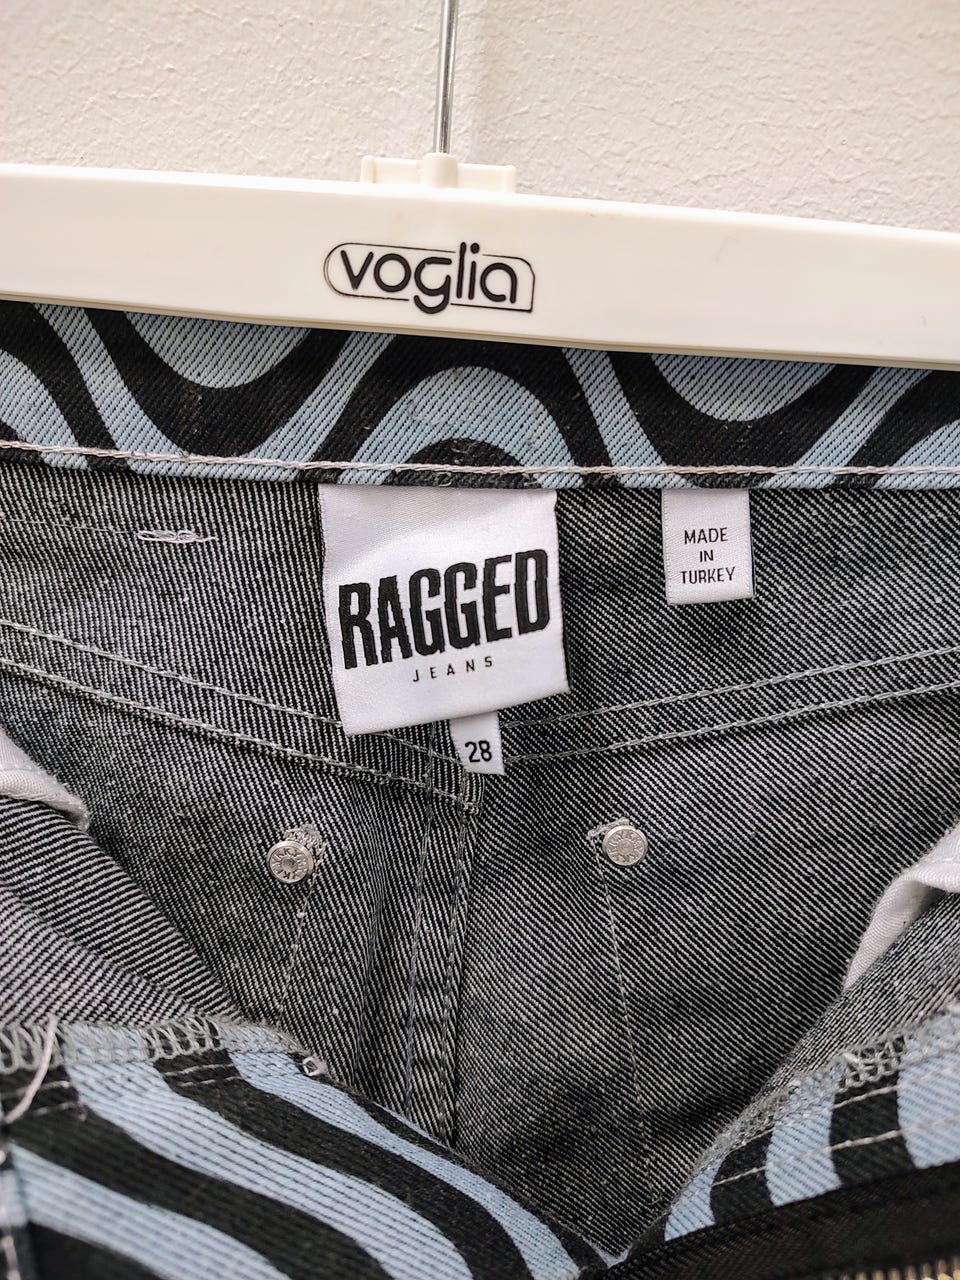 voglia
RAGGED
JEANS
28
MADE
IN
TURKEY